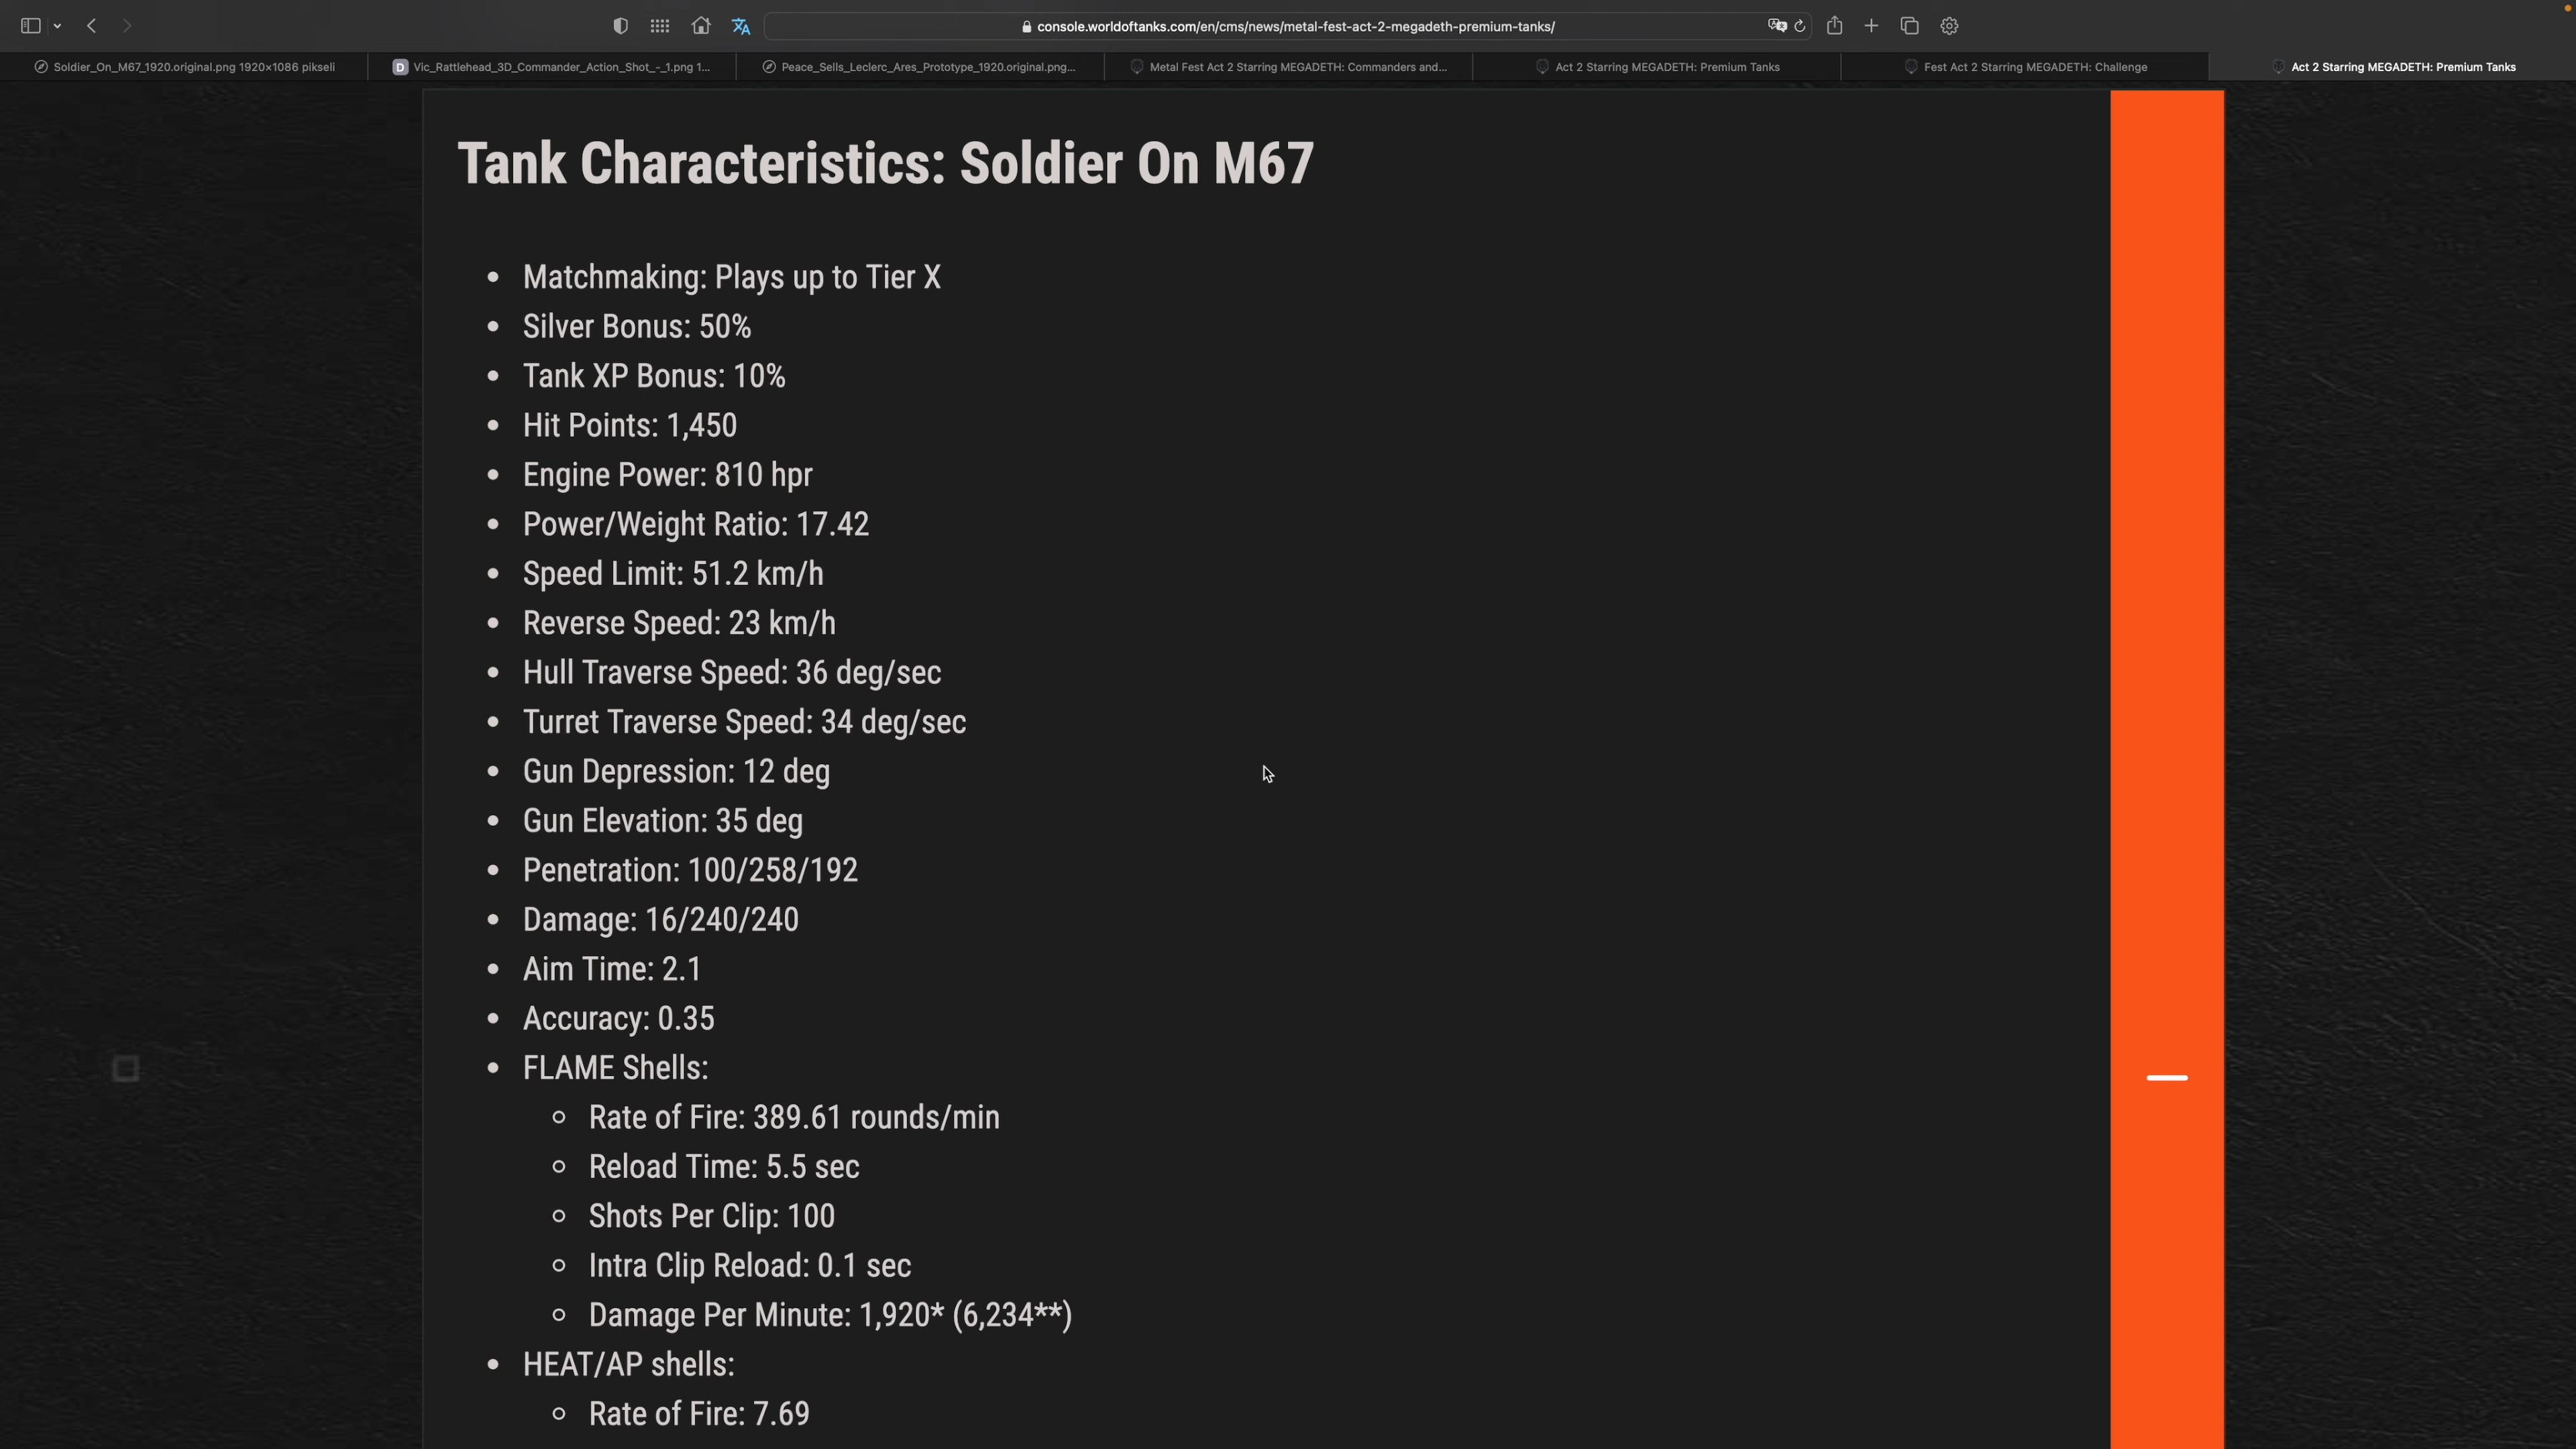 console.worldoftanks.com/en/cms/news/metal-fest-act-2-megadeth-premium-tanks/
Soldier_On_M67_1920.original.png 1920×1086 pikseli
D Vic_Rattlehead_3D_Commander_Action_Shot_-_1.png 1...
Peace_Sells_Leclerc_Ares_Prototype_1920.original.png...
Metal Fest Act 2 Starring MEGADETH: Commanders and...
Act 2 Starring MEGADETH: Premium Tanks
Fest Act 2 Starring MEGADETH: Challenge
Act 2 Starring MEGADETH: Premium Tanks
Tank Characteristics: Soldier On M67
Matchmaking: Plays up to Tier X
Silver Bonus: 50%
Tank XP Bonus: 10%
Hit Points: 1,450
Engine Power: 810 hpr
Power/Weight Ratio: 17.42
Speed Limit: 51.2 km/h
Reverse Speed: 23 km/h
Hull Traverse Speed: 36 deg/sec
Turret Traverse Speed: 34 deg/sec
Gun Depression: 12 deg
Gun Elevation: 35 deg
Penetration: 100/258/192
Damage: 16/240/240
Aim Time: 2.1
Accuracy: 0.35
FLAME Shells:
Rate of Fire: 389.61 rounds/min
Reload Time: 5.5 sec
Shots Per Clip: 100
Intra Clip Reload: 0.1 sec
Damage Per Minute: 1,920* (6,234**)
HEAT/AP shells:
Rate of Fire: 7.69